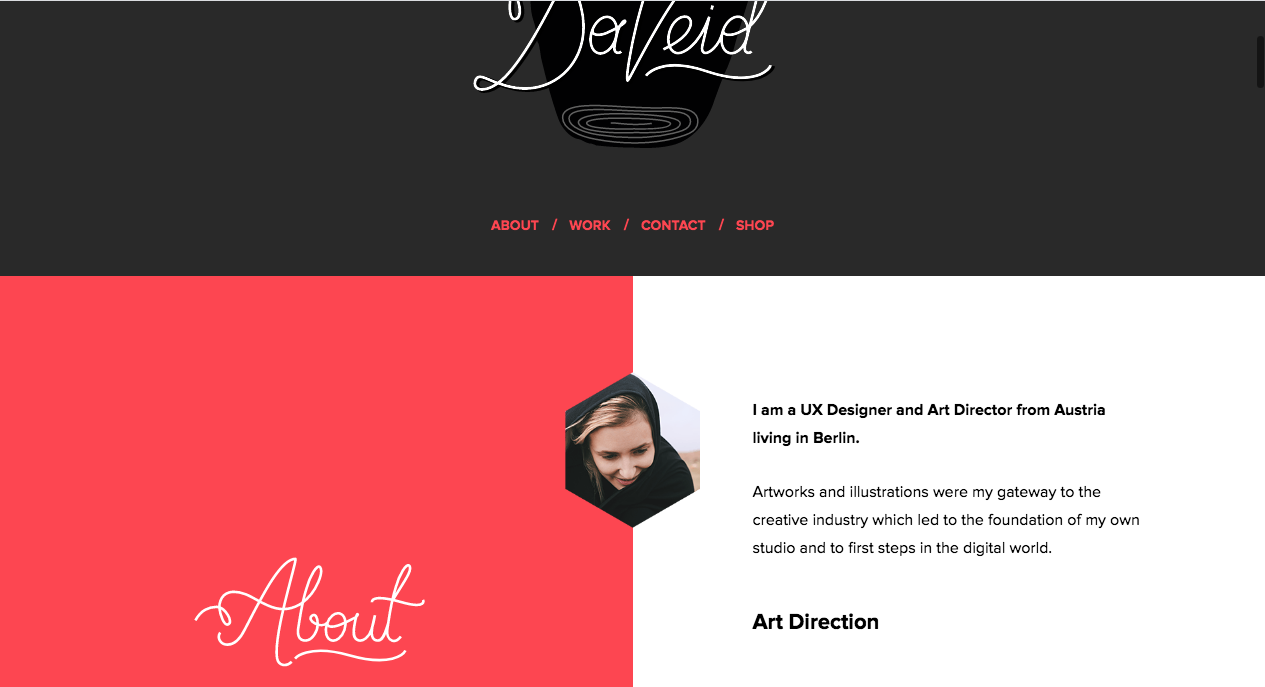 DaVeid
ABOUT / WORK / CONTACT / SHOP
I am a UX Designer and Art Director from Austria
living in Berlin.
Artworks and illustrations were my gateway to the
creative industry which led to the foundation of my own
studio and to first steps in the digital world.
About
Art Direction